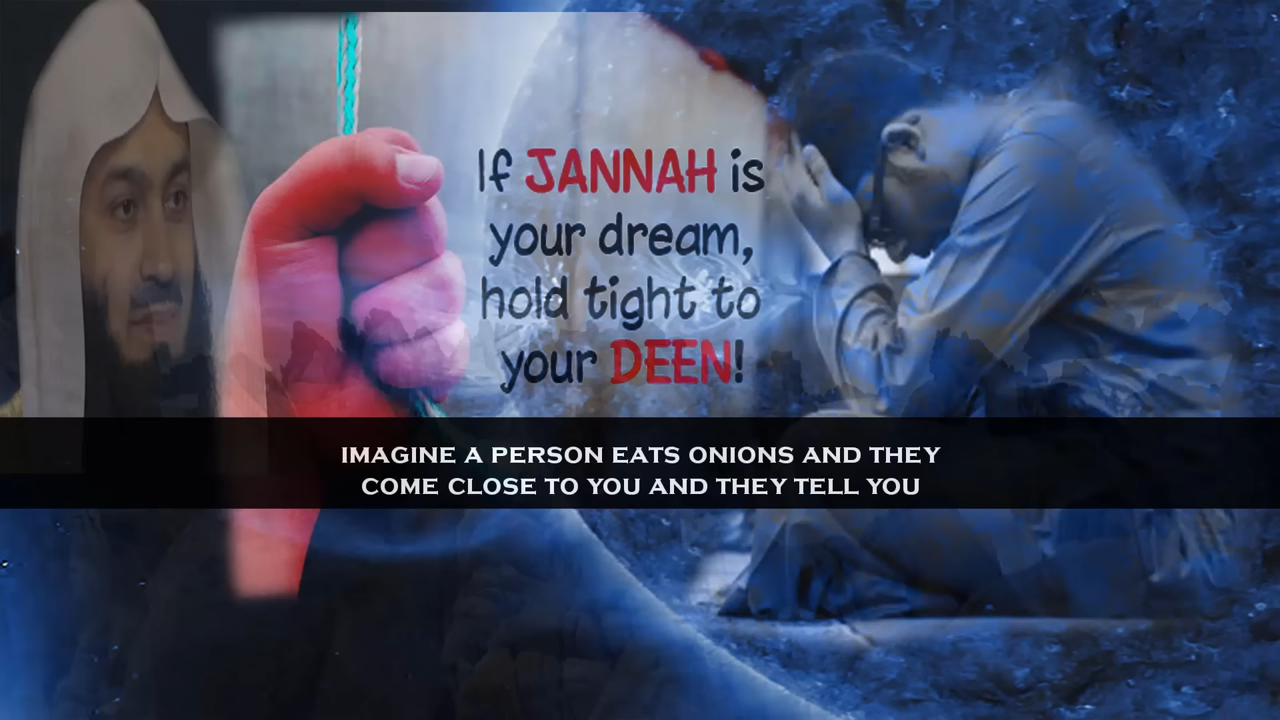 If JANNAH is
your dream,
hold tight to
your DEEN!
IMAGINE A PERSON EATS ONIONS AND THEY
COME CLOSE TO YOU AND THEY TELL YOU